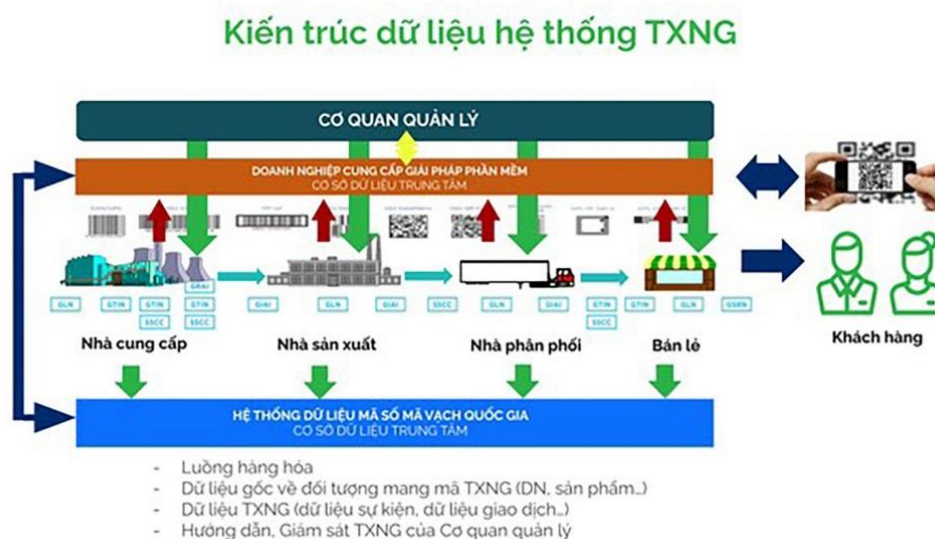 Kiến trúc dữ liệu hệ thống TXNG
CƠ QUAN QUẢN LÝ
DOANH NGHIỆP CUNG CẤP GIẢI PHÁP PHẦN MỀM
CƠ SỞ DỮ LIỆU TRUNG TÂM
GRAI
GLN GTIN GTIN GTIN GIAI GLN GIAI SSCC GLN GIAI GTIN GTIN GLN GSRN
SSCC SSCC SSCC
Nhà cung cấp Nhà sản xuất Nhà phân phối Bán lẻ Khách hàng
HỆ THỐNG DỮ LIỆU MÃ SỐ MÃ VẠCH QUỐC GIA
CƠ SỞ DỮ LIỆU TRUNG TÂM
- Luồng hàng hóa
- Dữ liệu gốc về đối tượng mang mã TXNG (DN, sản phẩm...)
- Dữ liệu TXNG (dữ liệu sự kiện, dữ liệu giao dịch...)
- Hướng dẫn, Giám sát TXNG của Cơ quan quản lý